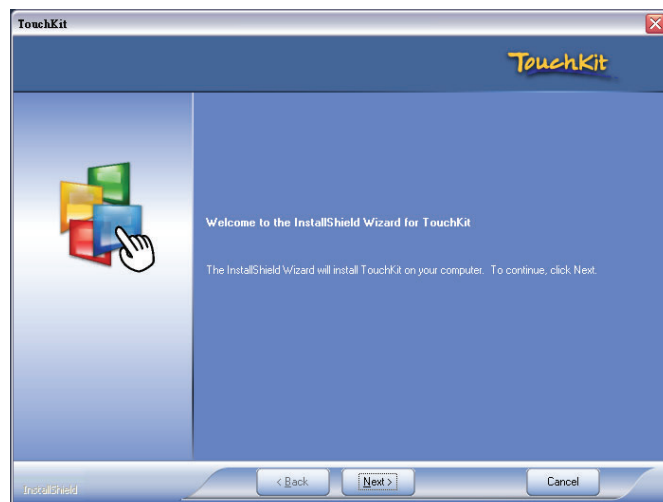 TouchKit
TouchKit
Welcome to the InstallShield Wizard for TouchKit
The InstallShield Wizard will install TouchKit on your computer. To continue, click Next.
InstallShield
< Back
Next >
Cancel